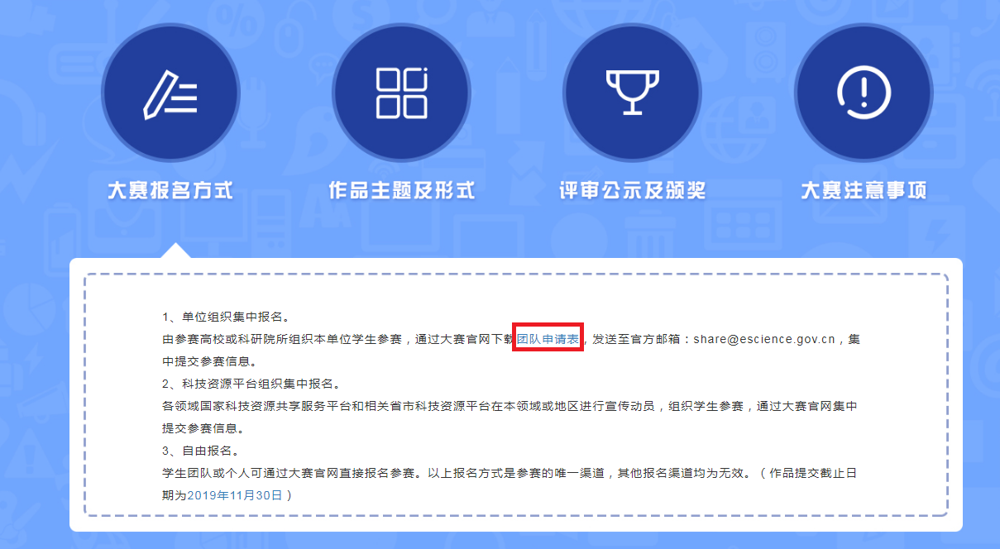 大赛报名方式
作品主题及形式
评审公示及颁奖
大赛注意事项
1、单位组织集中报名。
由参赛高校或科研院所组织本单位学生参赛，通过大赛官网下载团队申请表，发送至官方邮箱：share@escience.gov.cn，集
中提交参赛信息。
2、科技资源平台组织集中报名。
各领域国家科技资源共享服务平台和相关省市科技资源平台在本领域或地区进行宣传动员，组织学生参赛，通过大赛官网集中
提交参赛信息。
3、自由报名。
学生团队或个人可通过大赛官网直接报名参赛。以上报名方式是参赛的唯一渠道，其他报名渠道均为无效。（作品提交截止日
期为2019年11月30日）